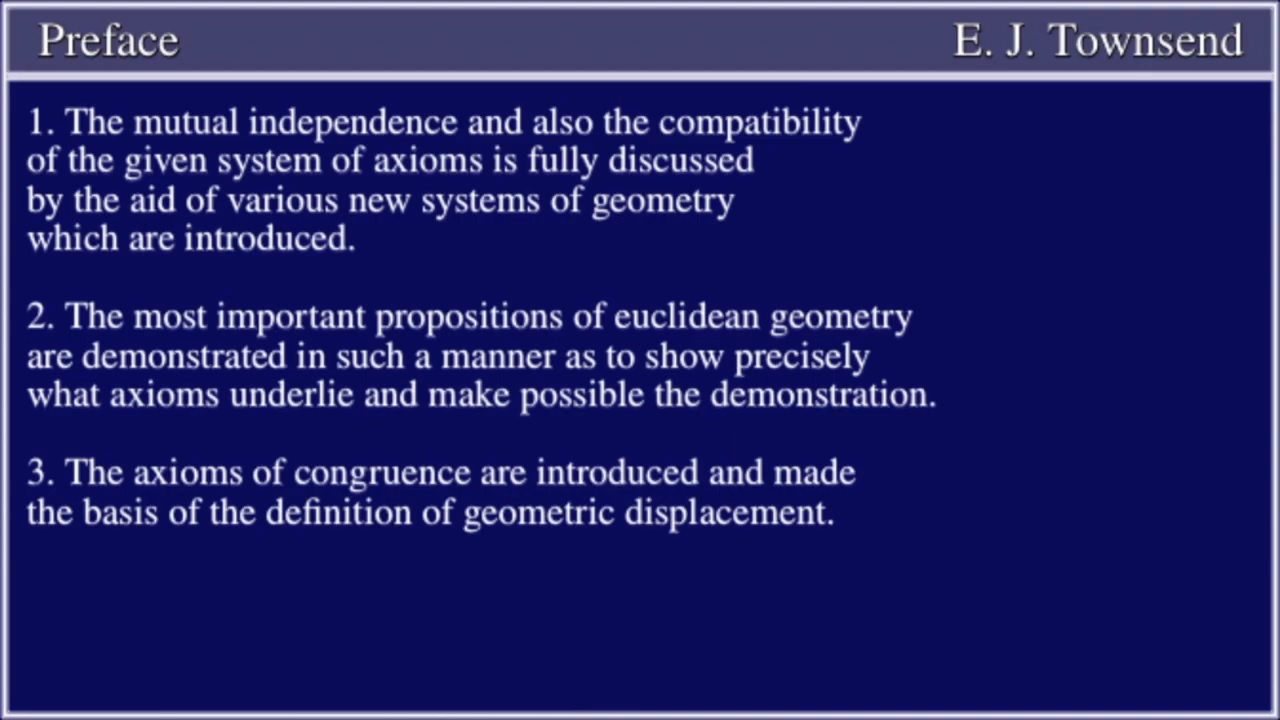 Preface
E. J. Townsend
1. The mutual independence and also the compatibility
of the given system of axioms is fully discussed
by the aid of various new systems of geometry
which are introduced.
2. The most important propositions of euclidean geometry
are demonstrated in such a manner as to show precisely
what axioms underlie and make possible the demonstration.
3. The axioms of congruence are introduced and made
the basis of the definition of geometric displacement.